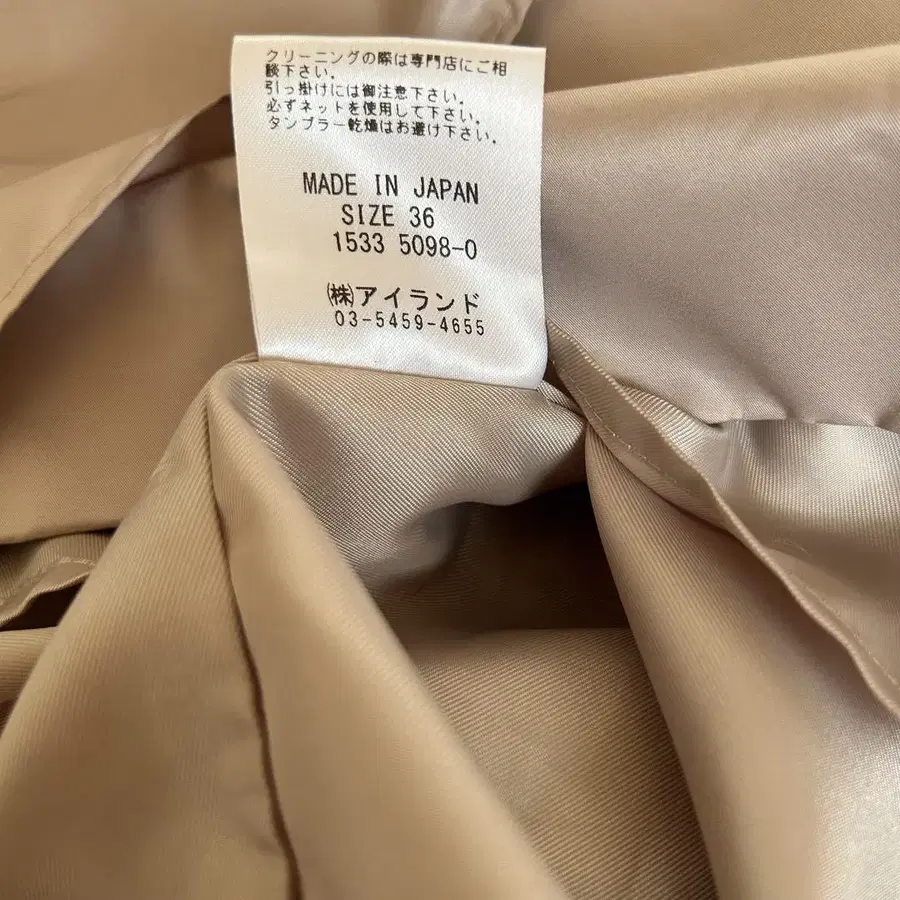 クリーニングの際は専門店にご相
談下さい。
引っ掛けには御注意下さい。
必ずネットを使用して下さい。
タンブラー乾燥はお避け下さい。
MADE IN JAPAN
SIZE 36
1533 5098-0
㈱アイランド
03-5459-4655